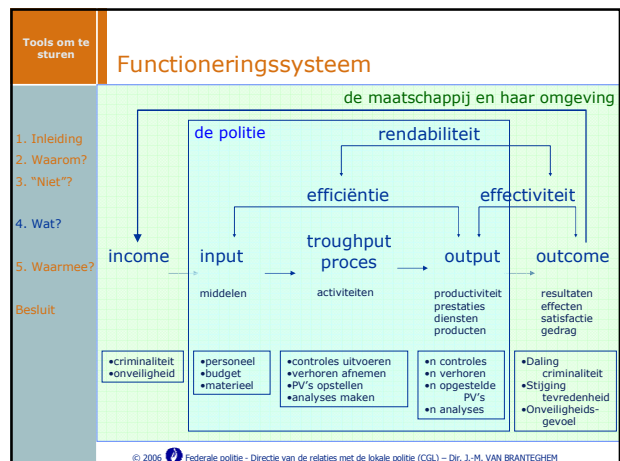 Tools om te
sturen
Functioneringssysteem
de maatschappij en haar omgeving
1. Inleiding
2. Waarom?
3. "Niet"?
4. Wat?
5. Waarmee?
Besluit
de politie
rendabiliteit
efficiëntie
effectiviteit
income
input
troughput
proces
output
outcome
middelen
activiteiten
productiviteit
prestaties
diensten
producten
resultaten
effecten
satisfactie
gedrag
•criminaliteit
•onveiligheid
•personeel
•budget
•materieel
•controles uitvoeren
•verhoren afnemen
•PV's opstellen
•analyses maken
•n controles
•n verhoren
•n opgestelde
PV's
•n analyses
•Daling
criminaliteit
•Stijging
tevredenheid
•Onveiligheids-
gevoel
© 2006 Federale politie - Directie van de relaties met de lokale politie (CGL) – Dir. J.-M. VAN BRANTEGHEM